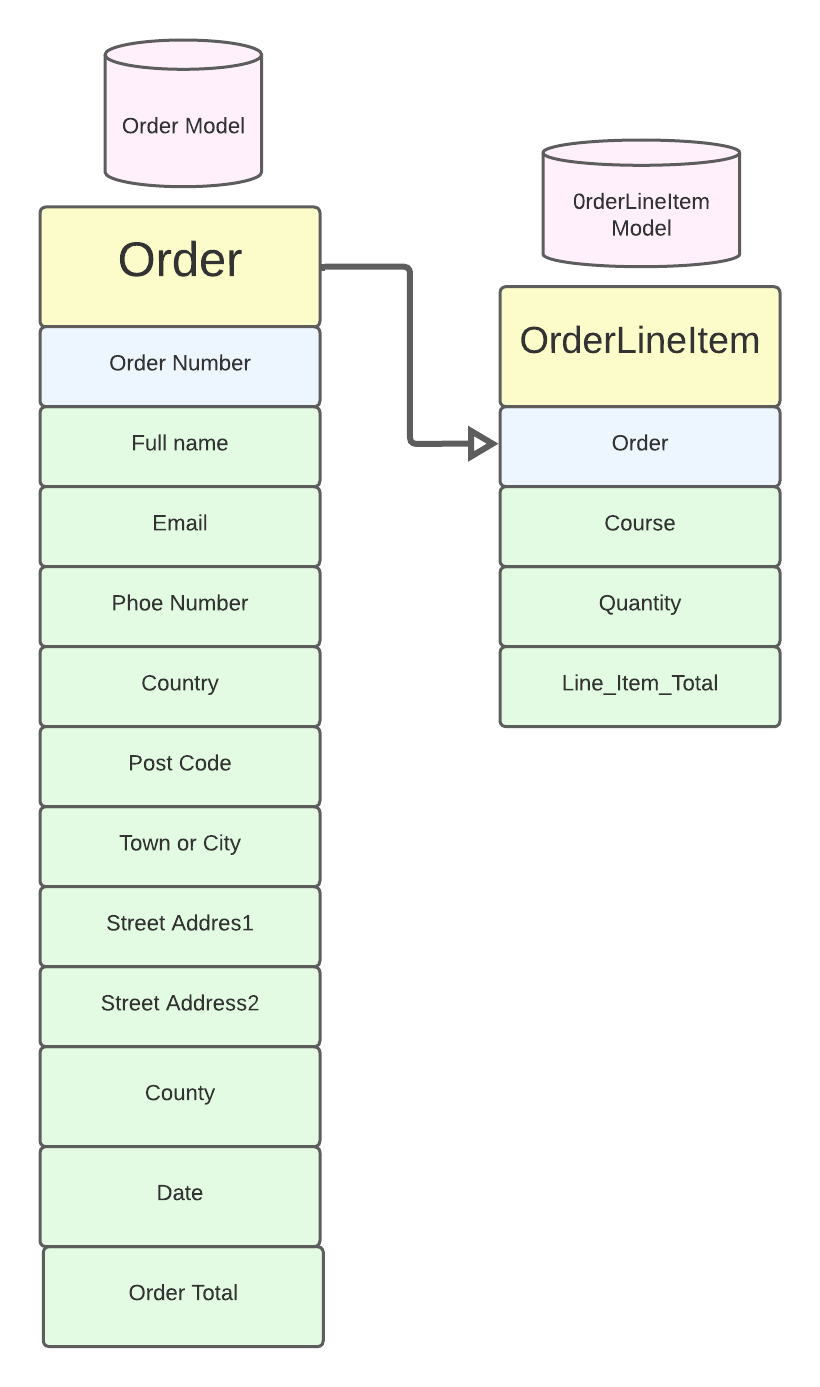 Order Model
Order
Order Number
Full name
Email
Phoe Number
Country
Post Code
Town or City
Street Addres1
Street Address2
County
Date
Order Total
0rderLineItem
Model
OrderLineItem
Order
Course
Quantity
Line_Item_Total